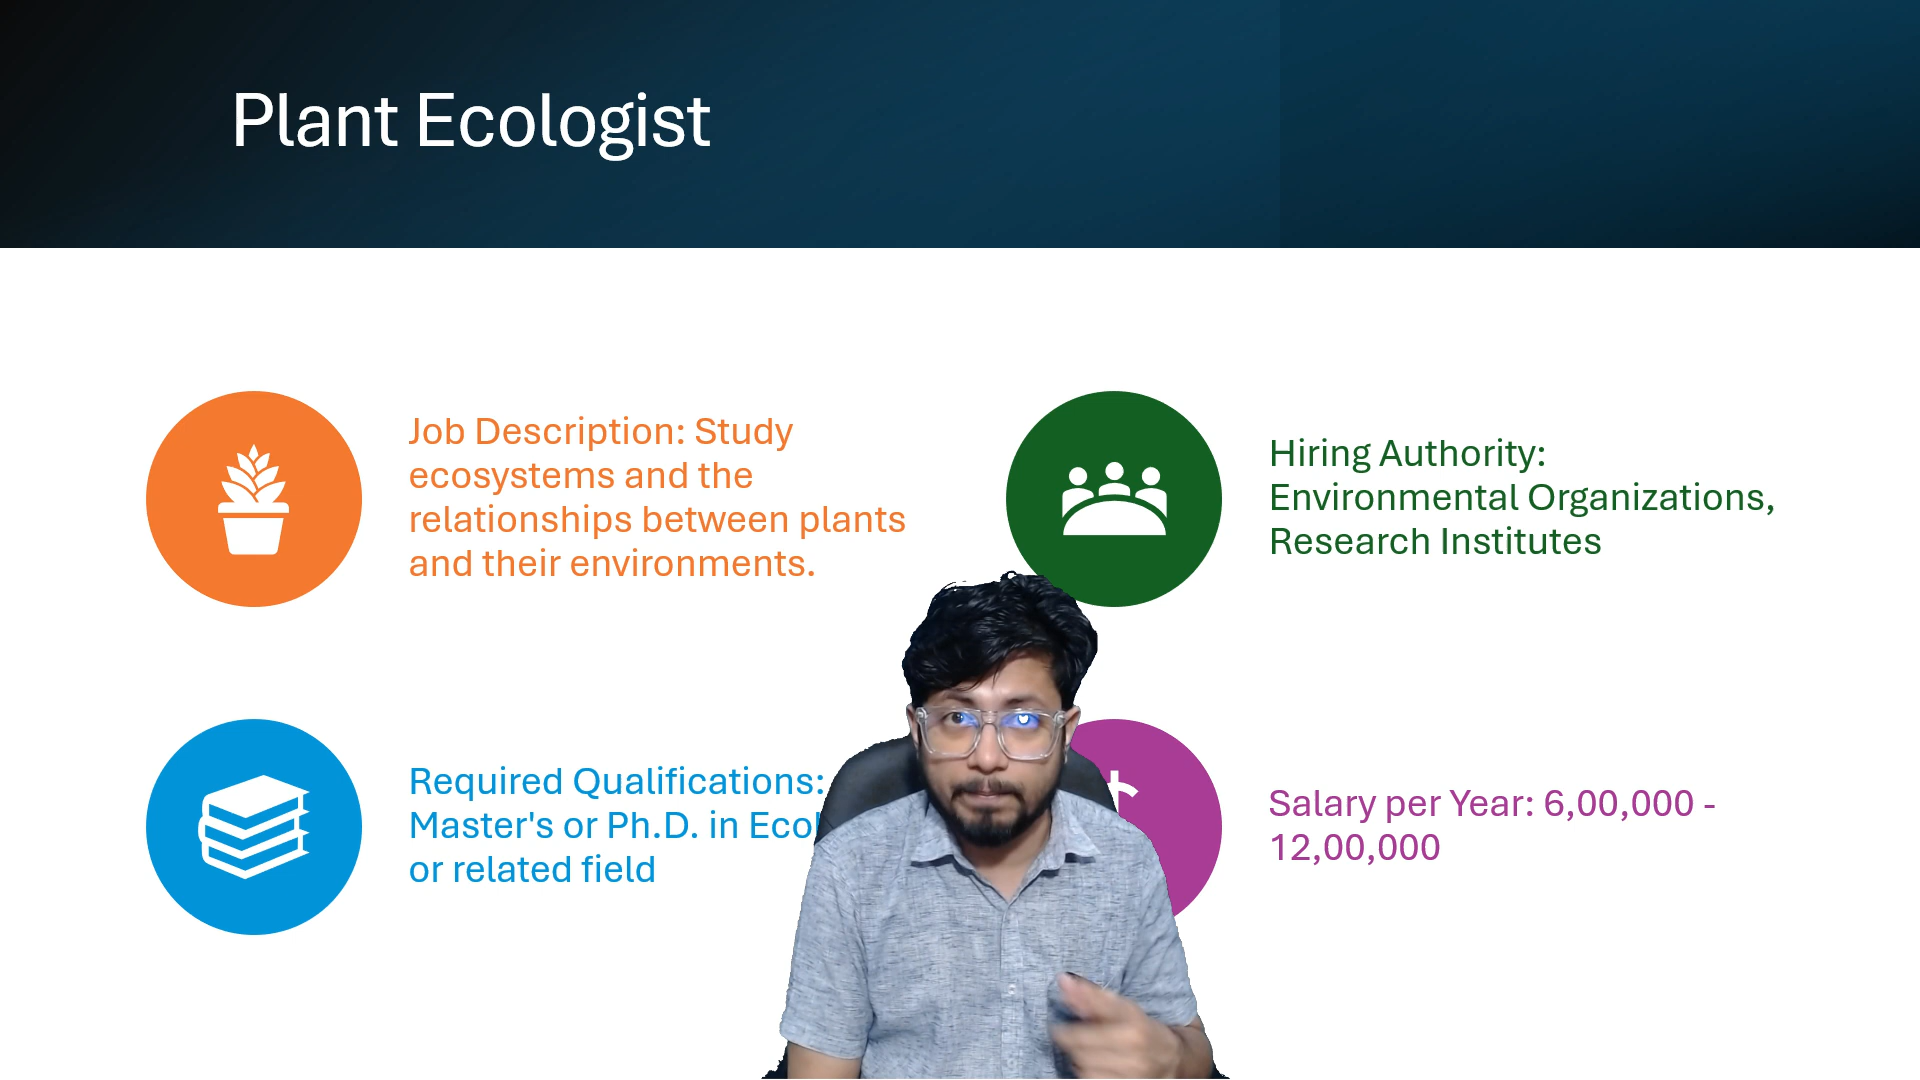 Plant Ecologist
Job Description: Study
ecosystems and the
relationships between plants
and their environments.
Hiring Authority:
Environmental Organizations,
Research Institutes
Required Qualifications:
Master's or Ph.D. in
or related field
Salary per Year: 6,00,000 -
12,00,000